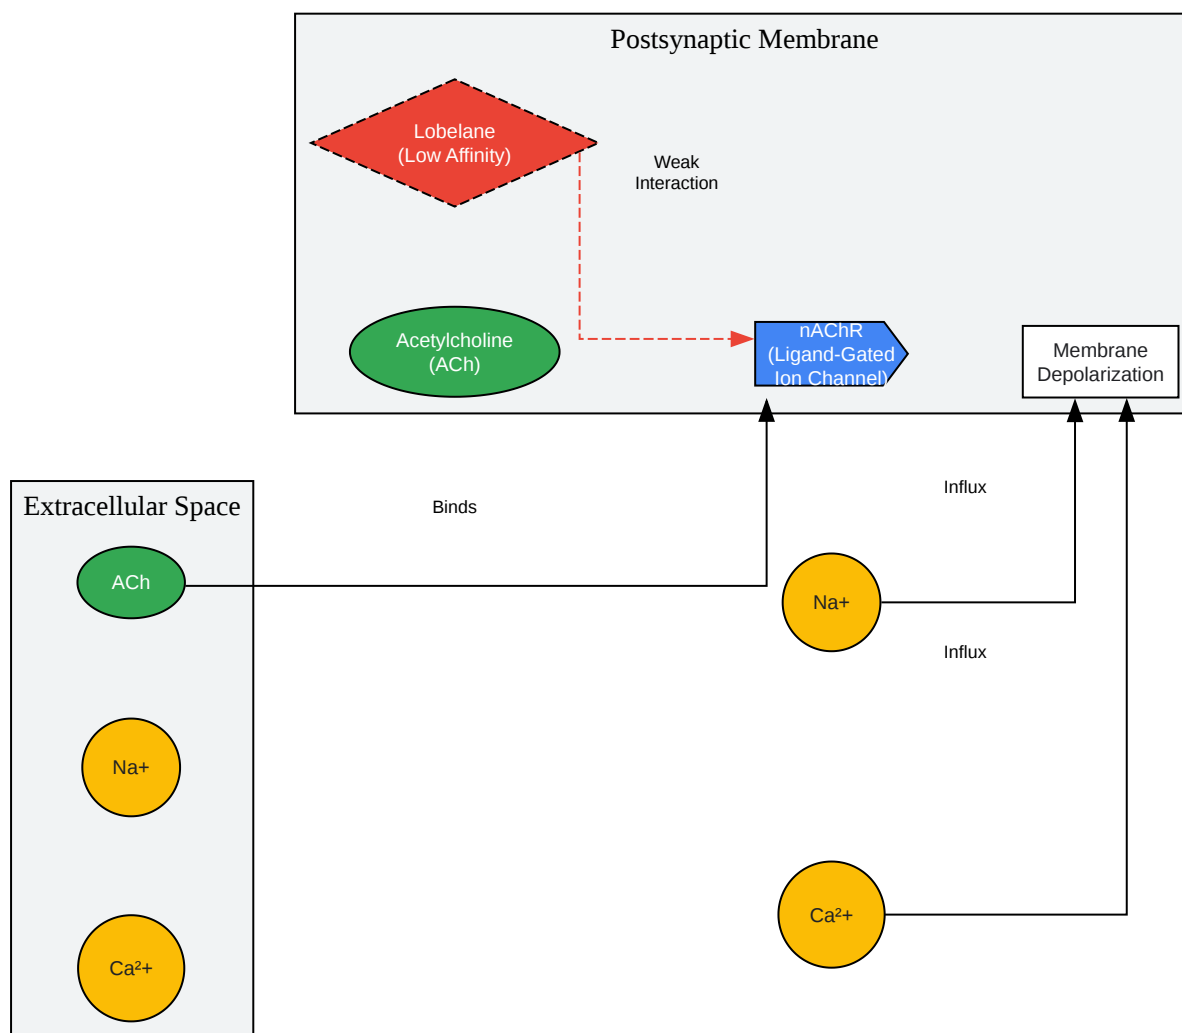 Postsynaptic Membrane
Lobelane
(Low Affinity)
Weak
Interaction
Acetylcholine
(ACh)
nAChR
(Ligand-Gated
Ion Channel)
Membrane
Depolarization
Extracellular Space
Binds
Influx
ACh
Na+
Influx
Na+
Ca²+
Ca²+